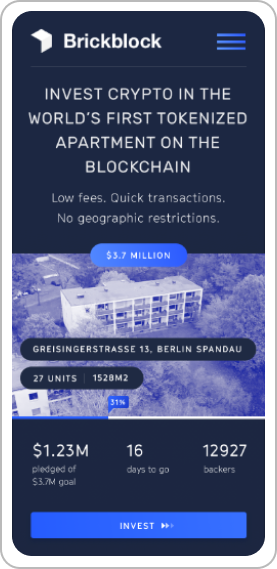 Brickblock
INVEST CRYPTO IN THE
WORLD'S FIRST TOKENIZED
APARTMENT ON THE
BLOCKCHAIN
Low fees. Quick transactions.
No geographic restrictions.
$3.7 MILLION
GREISINGERSTRASSE 13, BERLIN SPANDAU
27 UNITS | 1528M2
31%
$1.23M 16 12927
pledged of days to go backers
$3.7M goal
INVEST